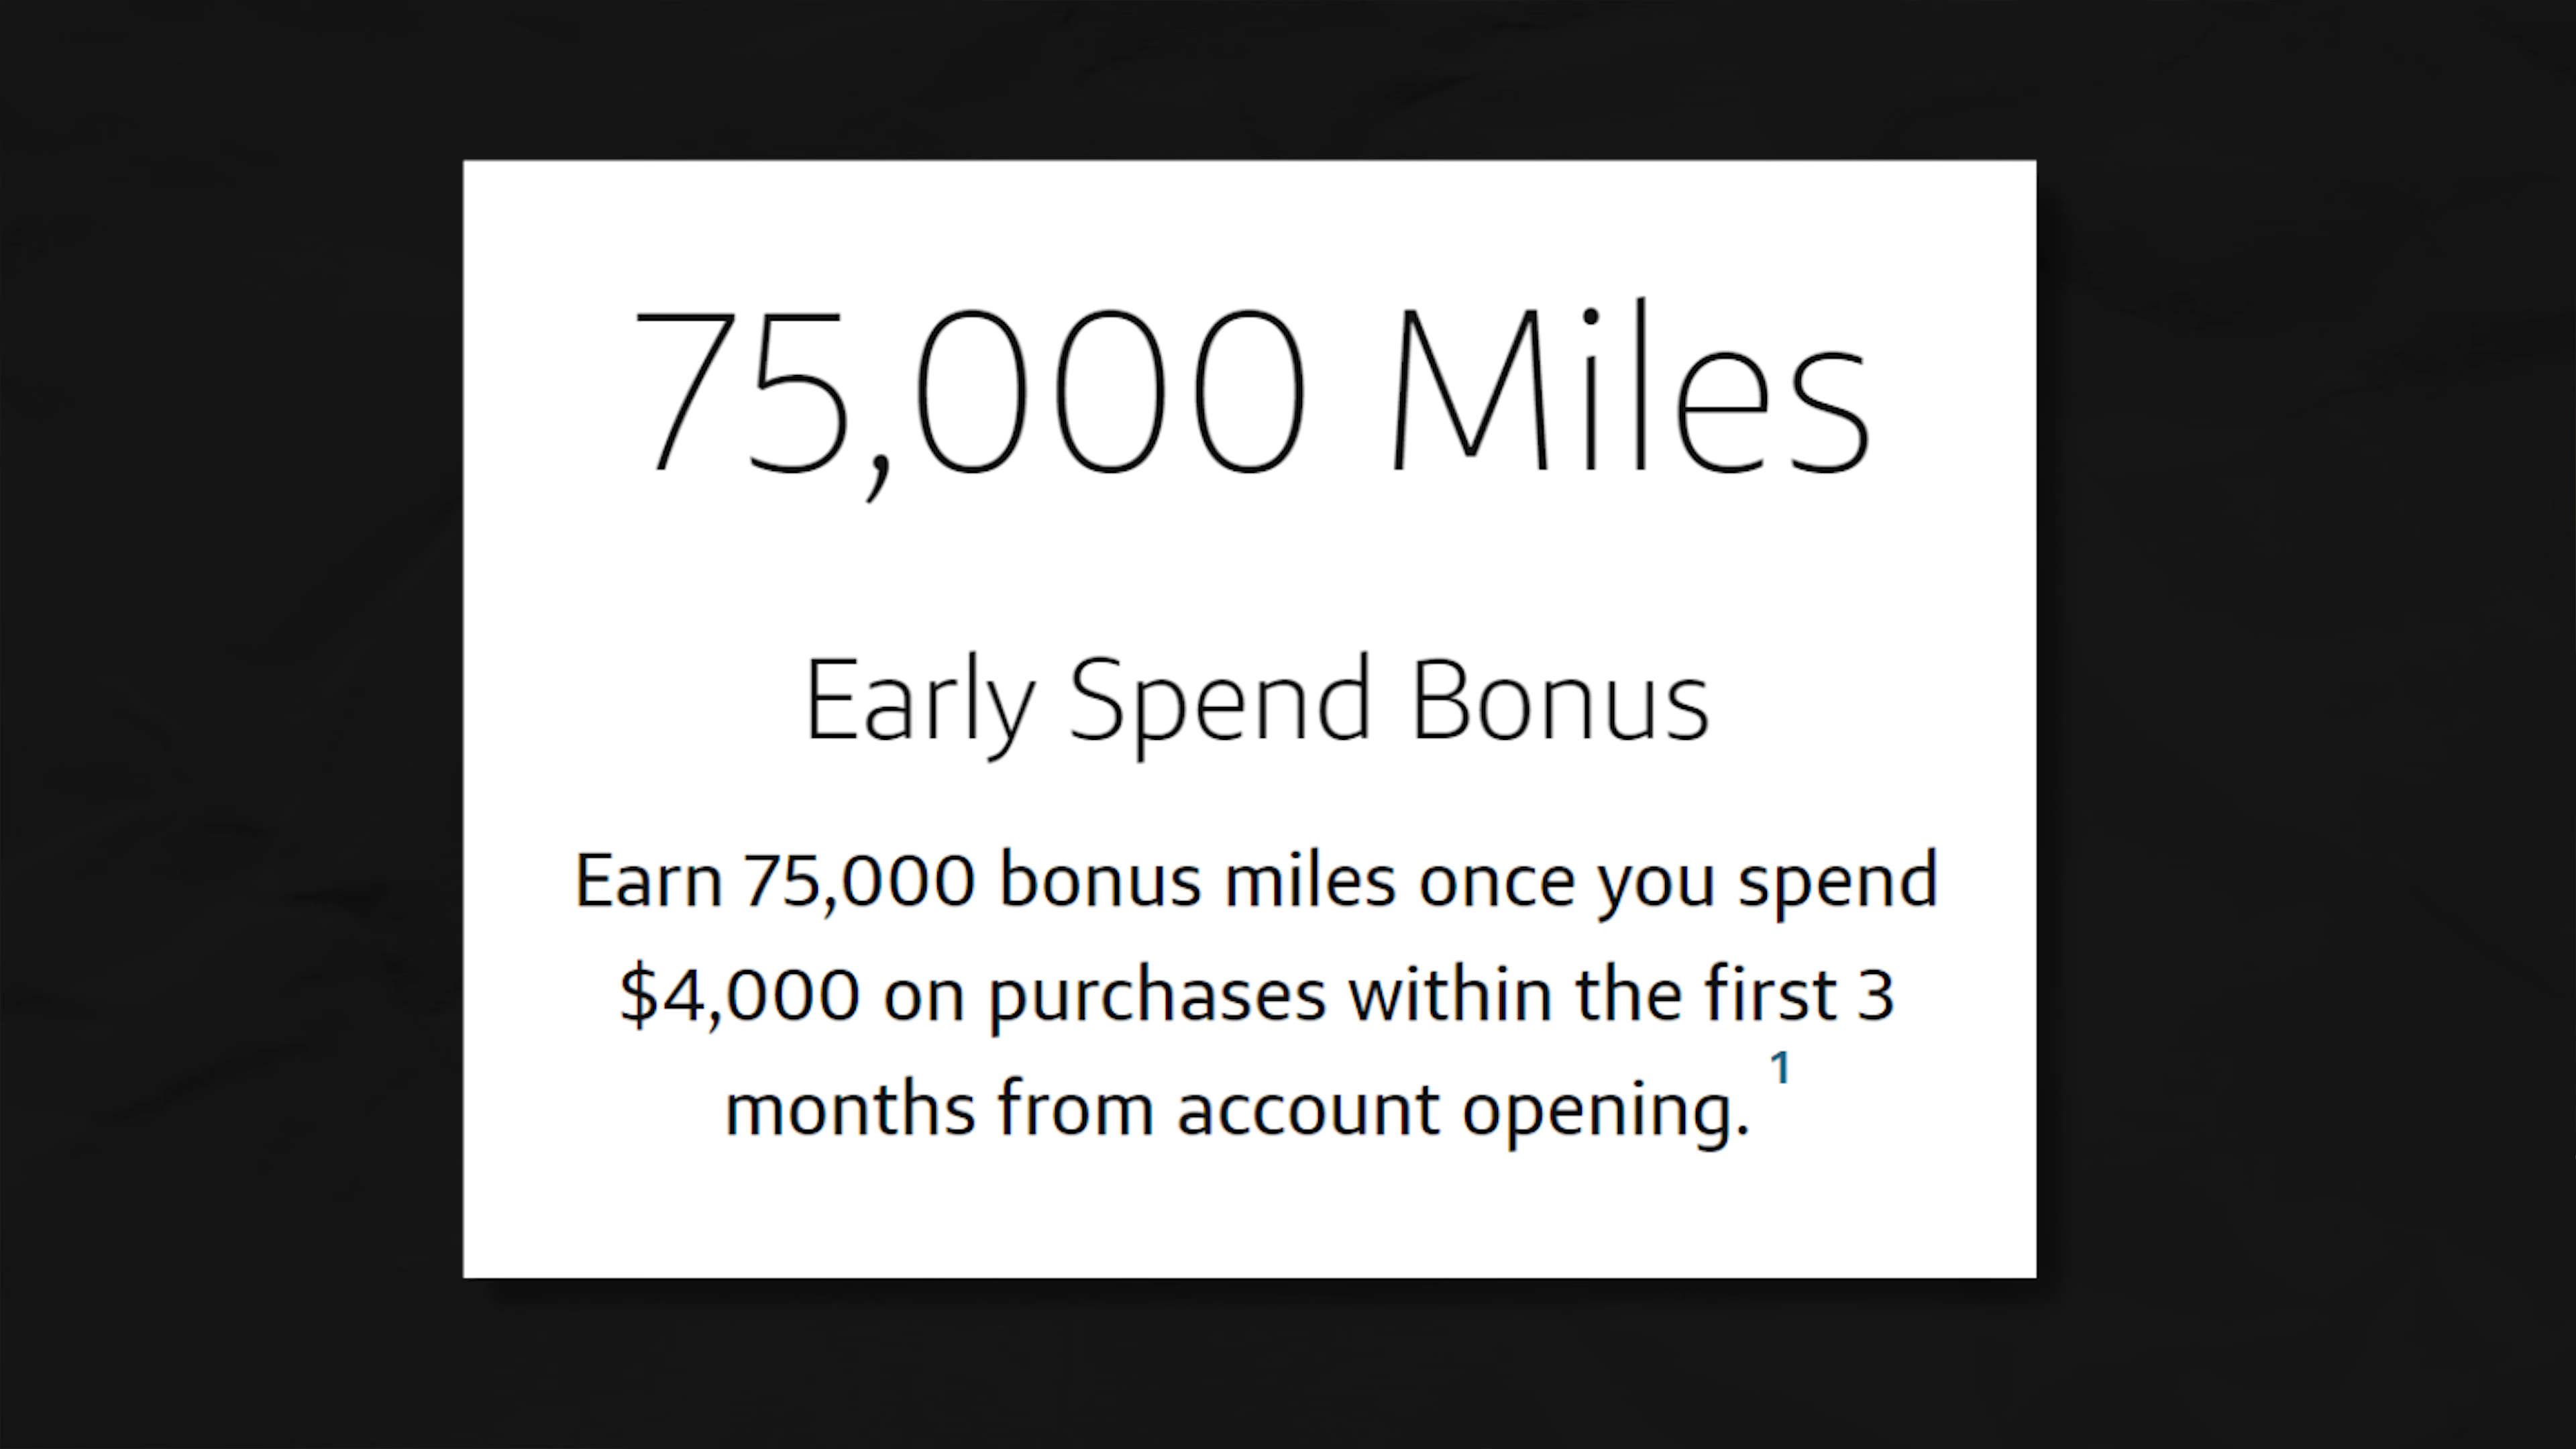 75,000 Miles
Early Spend Bonus
Earn 75,000 bonus miles once you spend
$4,000 on purchases within the first 3
months from account opening. 1